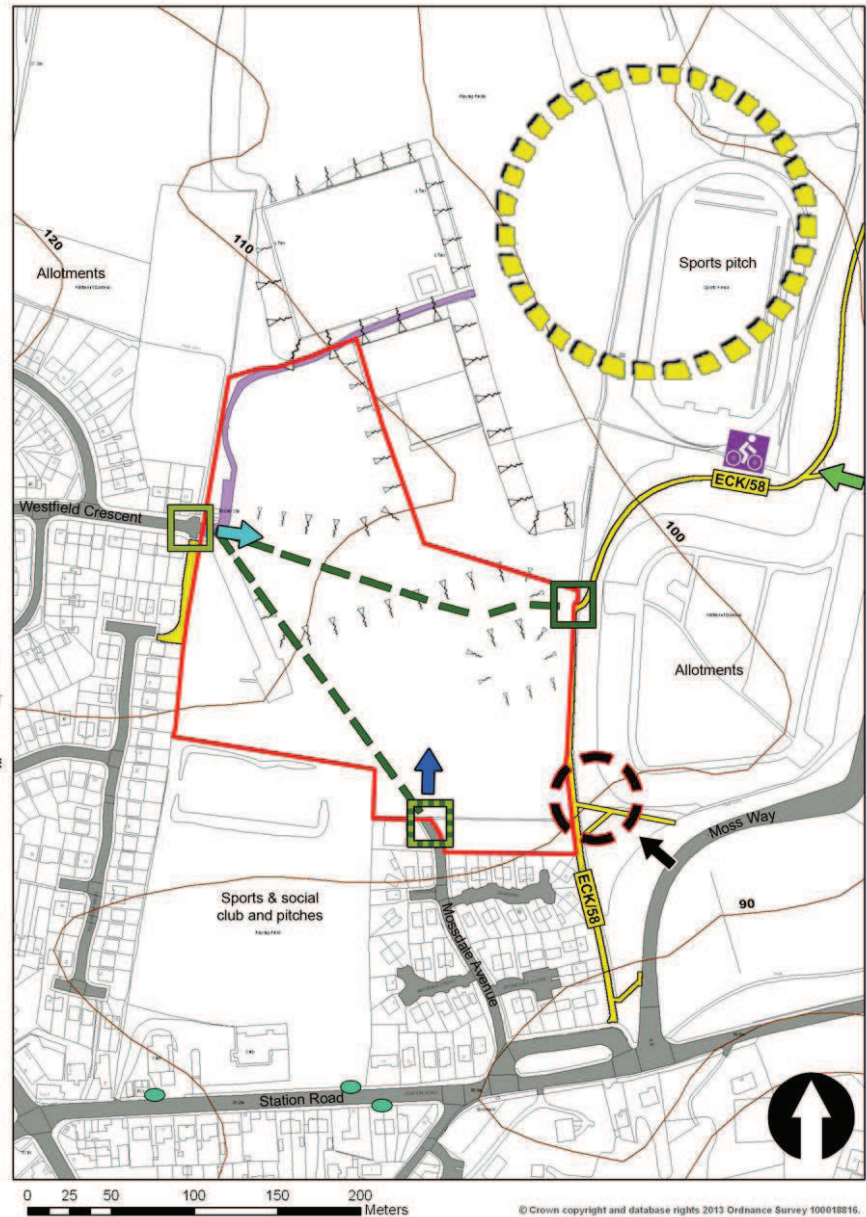 120
Allotments
110
Sports pitch
ECK/58
Westfield Crescent
100
Allotments
Moss Way
Sports & social
club and pitches
Playing Field
Mossdale Avenue
ECK/58
90
Station Road
0 25 50 100 150 200
Meters
© Crown copyright and database rights 2013 Ordnance Survey 100018816.